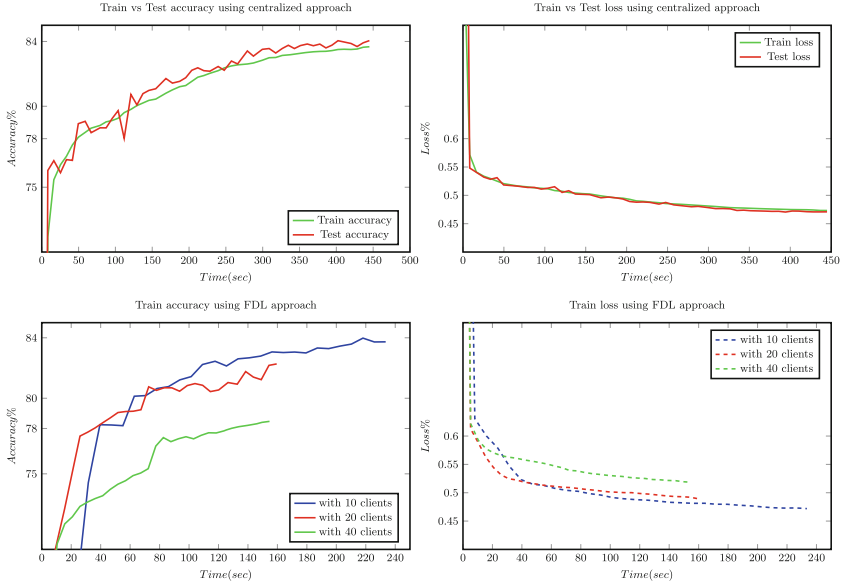 Train vs Test accuracy using centralized approach
84
80
78
75
Accuracy%
0 50 100 150 200 250 300 350 400 450 500
Time(sec)
Train accuracy
Test accuracy
Train vs Test loss using centralized approach
0.6
0.55
0.5
0.45
Loss%
0 50 100 150 200 250 300 350 400 450
Time(sec)
Train loss
Test loss
Train accuracy using FDL approach
84
80
78
75
Accuracy%
0 20 40 60 80 100 120 140 160 180 200 220 240
Time(sec)
with 10 clients
with 20 clients
with 40 clients
Train loss using FDL approach
0.6
0.55
0.5
0.45
Loss%
0 20 40 60 80 100 120 140 160 180 200 220 240
Time(sec)
with 10 clients
with 20 clients
with 40 clients